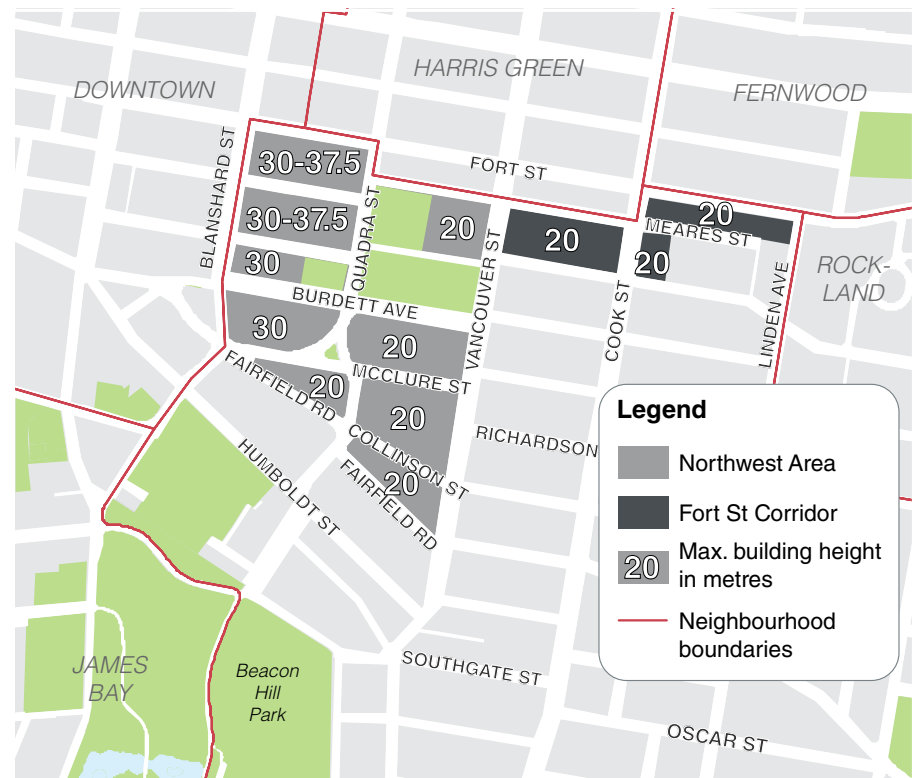 DOWNTOWN
HARRIS GREEN
FERNWOOD
BLANSHARD ST
30-37.5
FORT ST
QUADRA ST
20
30-37.5
20
20
MEARES ST
VANCOUVER ST
30
20
ROCK-
LAND
BURDETT AVE
COOK ST
LINDEN AVE
30
20
FAIRFIELD RD
MCCLURE ST
20
20
RICHARDSON
COLLINSON ST
HUMBOLDT ST
20
FAIRFIELD RD
JAMES
BAY
Beacon
Hill
Park
SOUTHGATE ST
OSCAR ST
Legend
Northwest Area
Fort St Corridor
20
Max. building height
in metres
Neighbourhood
boundaries